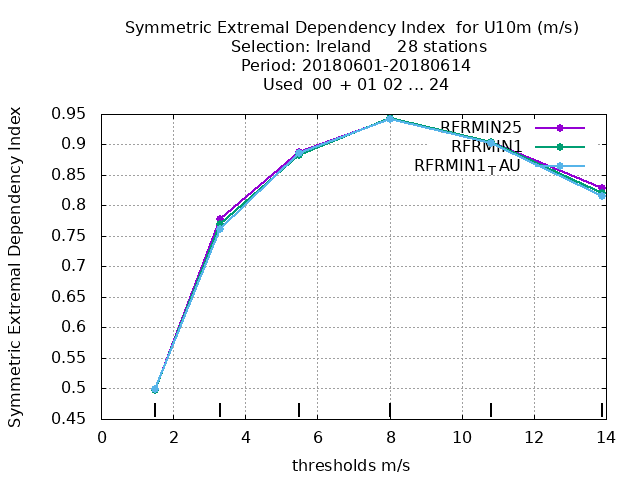 Symmetric Extremal Dependency Index for U10m (m/s)
Selection: Ireland 28 stations
Period: 20180601-20180614
Used 00 + 01 02 ... 24
Symmetric Extremal Dependency Index
0.95
0.9
0.85
0.8
0.75
0.7
0.65
0.6
0.55
0.5
0.45
RFRMIN25
RFRMIN1
RFRMIN1TAU
0 2 4 6 8 10 12 14
thresholds m/s